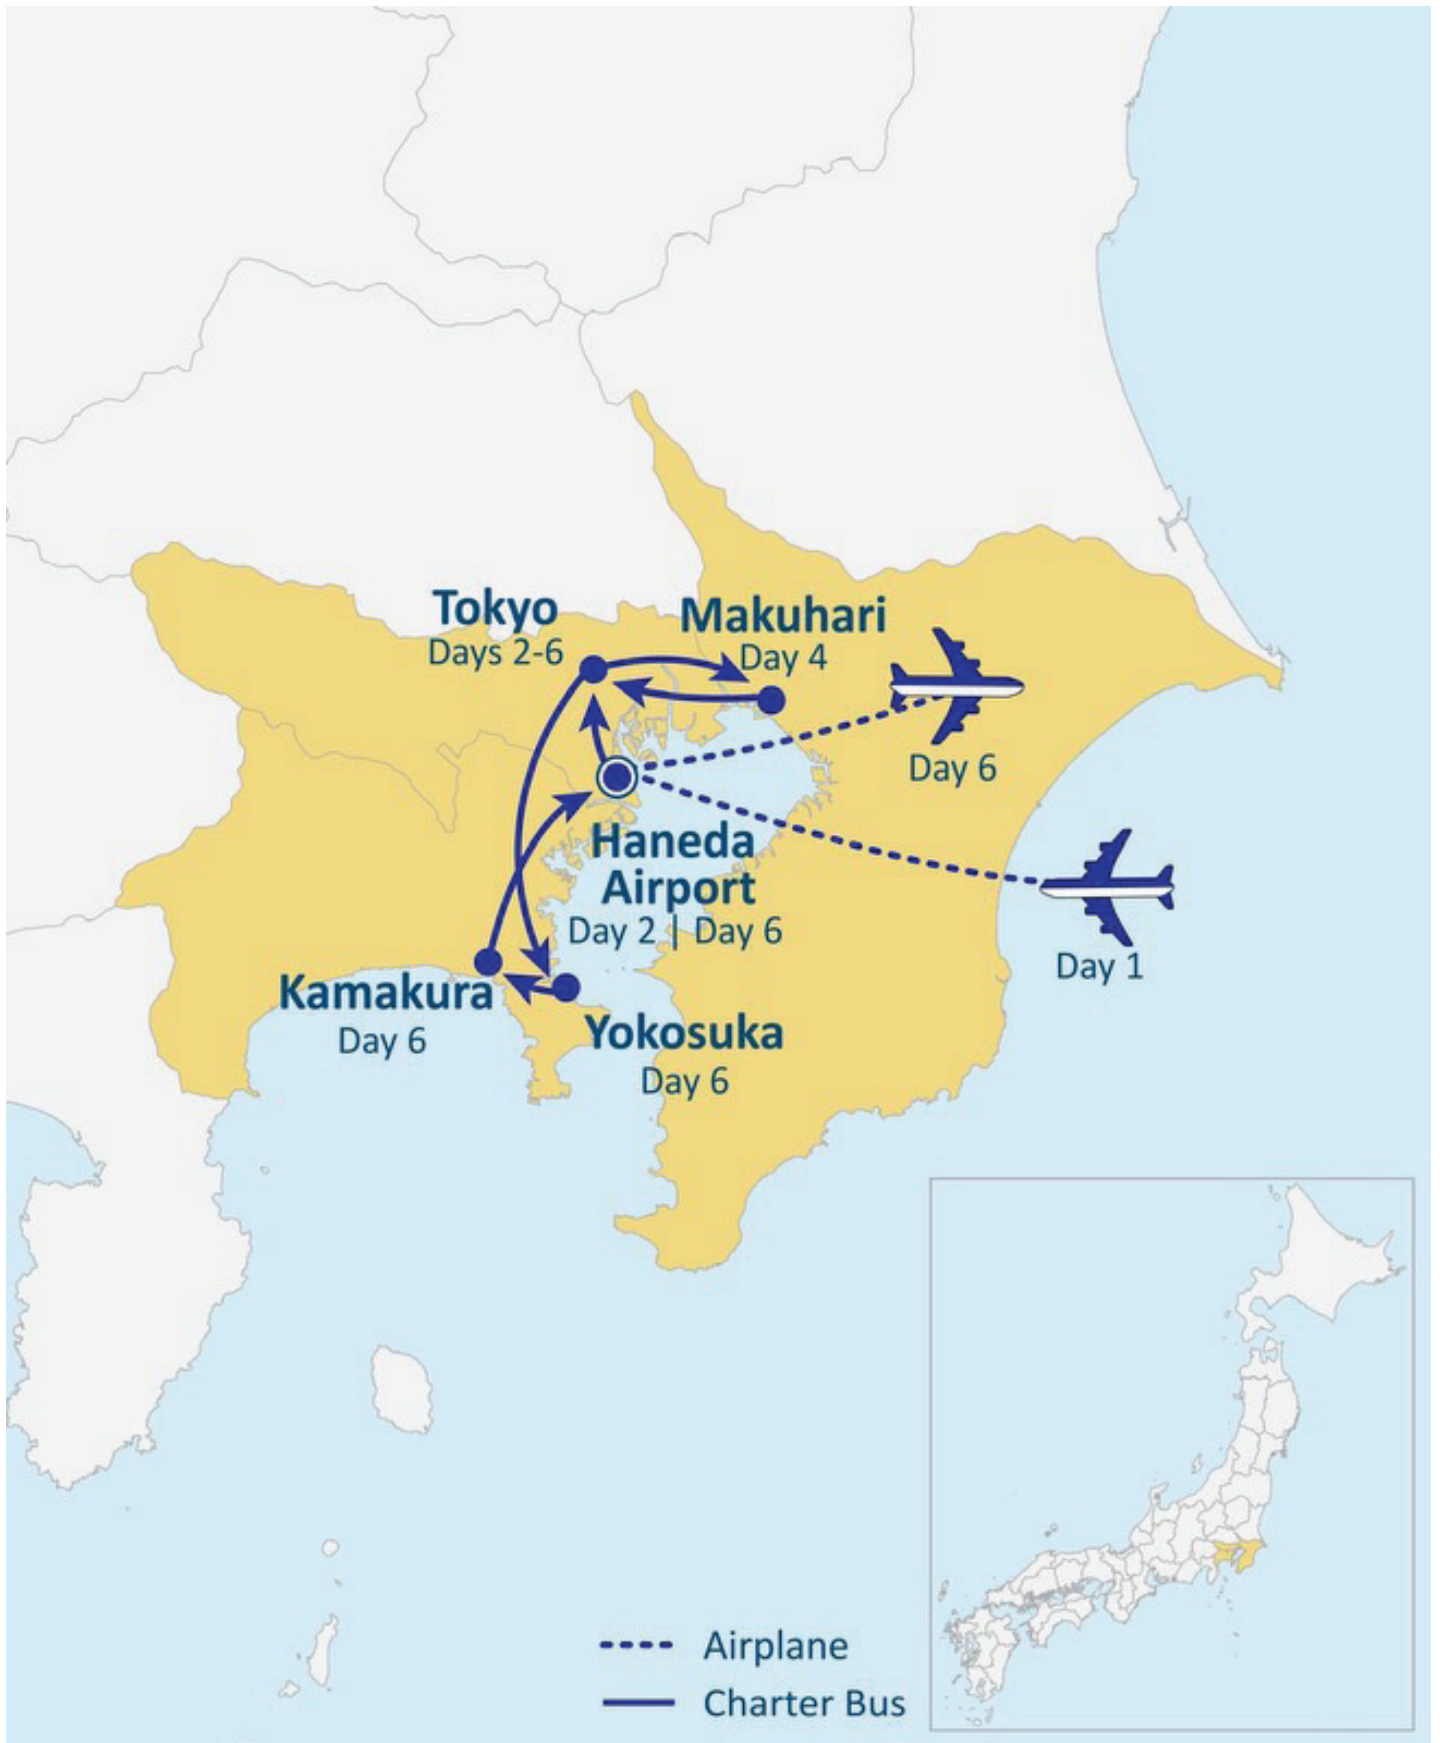 Tokyo
Days 2-6
Makuhari
Day 4
Day 6
Haneda
Airport
Day 2 | Day 6
Day 1
Kamakura
Day 6
Yokosuka
Day 6
Airplane
Charter Bus